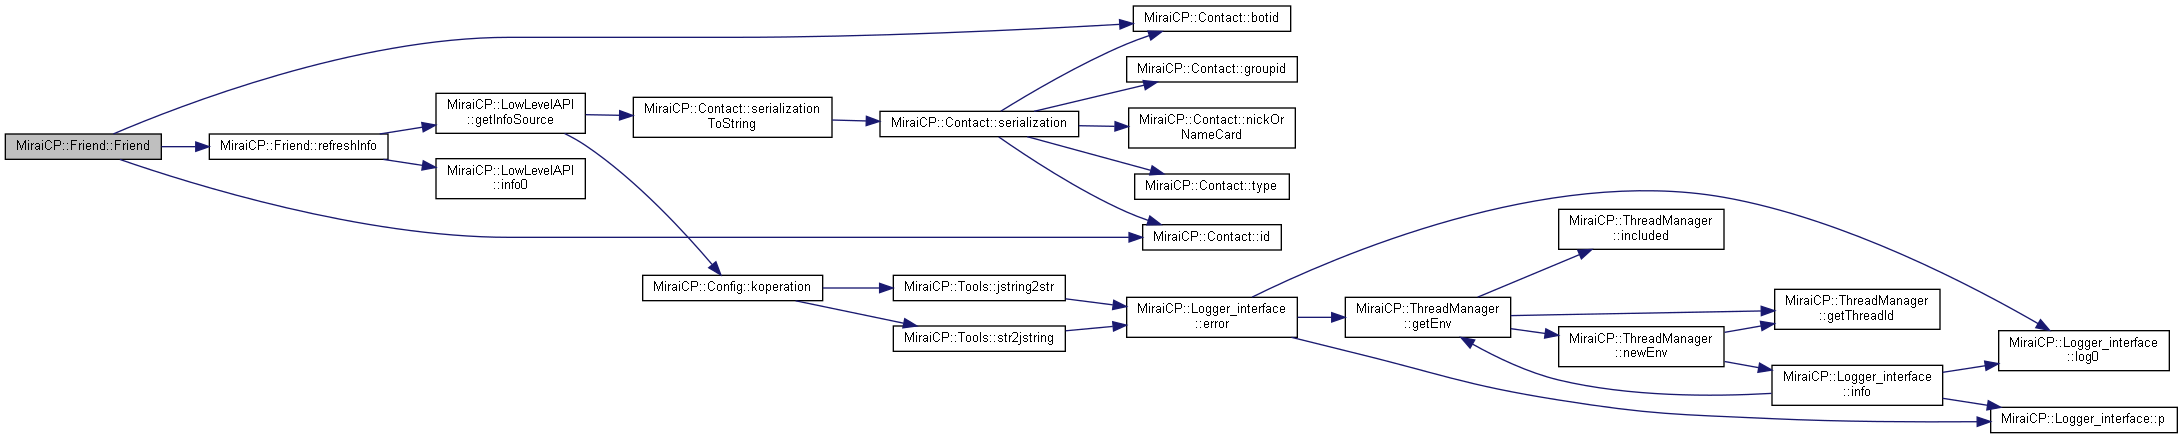 MiraiCP::Friend::Friend
MiraiCP::Friend::refreshInfo
MiraiCP::LowLevelAPI
::getInfoSource
MiraiCP::LowLevelAPI
::info0
MiraiCP::Contact::serialization
ToString
MiraiCP::Config::koperation
MiraiCP::Contact::serialization
MiraiCP::Tools::jstring2str
MiraiCP::Tools::str2jstring
MiraiCP::Contact::botid
MiraiCP::Contact::groupid
MiraiCP::Contact::nickOr
NameCard
MiraiCP::Contact::type
MiraiCP::Contact::id
MiraiCP::Logger_interface
::error
MiraiCP::ThreadManager
::getEnv
MiraiCP::ThreadManager
::included
MiraiCP::ThreadManager
::newEnv
MiraiCP::ThreadManager
::getThreadId
MiraiCP::Logger_interface
::info
MiraiCP::Logger_interface
::log0
MiraiCP::Logger_interface::p